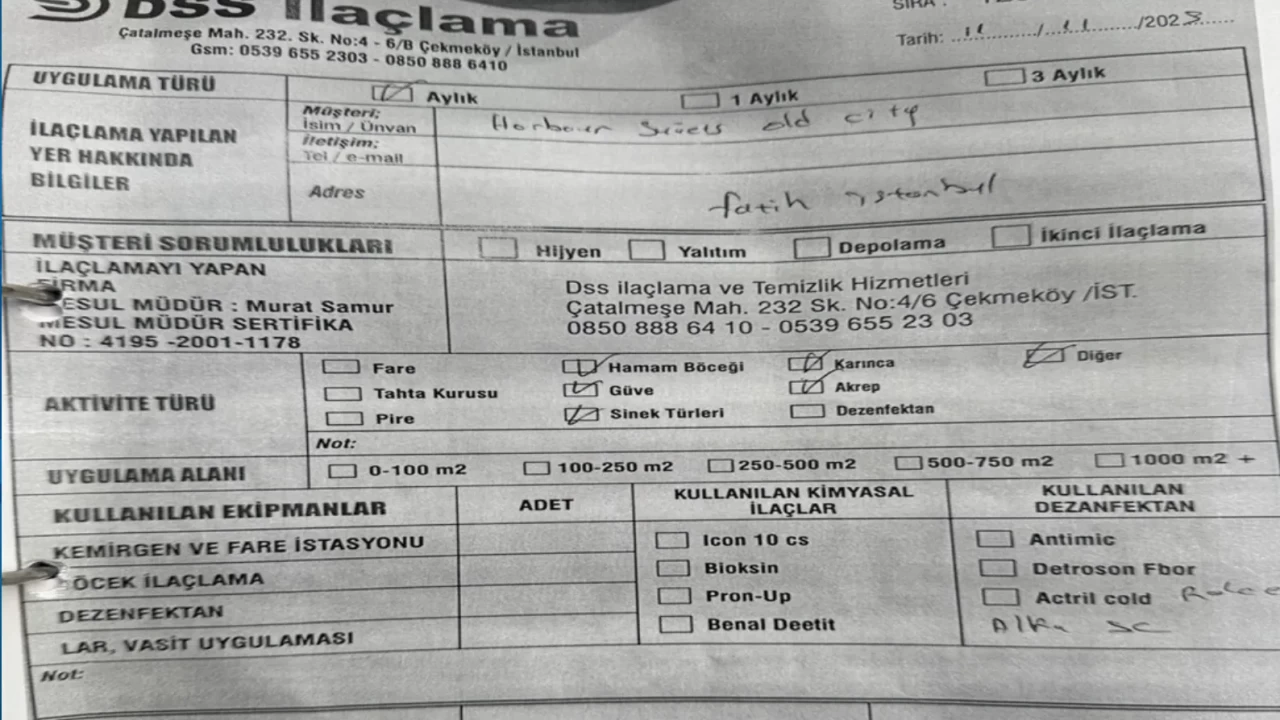 DSS İlaçlama
SIRA :
Çatalmeşe Mah. 232. Sk. No:4 - 6/B Çekmeköy / İstanbul
Gsm: 0539 655 2303 - 0850 888 6410
Tarih: 11/11/2023
UYGULAMA TÜRÜ
Aylık
1 Aylık
3 Aylık
İLAÇLAMA YAPILAN
YER HAKKINDA
BİLGİLER
Müşteri;
İsim / Ünvan
Harbour old city
İletişim;
Tel / e-mail
Adres
fatih istanbul
MÜŞTERİ SORUMLULUKLARI
Hijyen
Yalıtım
Depolama
İkinci İlaçlama
İLAÇLAMAYI YAPAN
FİRMA
MESUL MÜDÜR : Murat Samur
MESUL MÜDÜR SERTİFİKA
NO : 4195 -2001-1178
Dss ilaçlama ve Temizlik Hizmetleri
Çatalmeşe Mah. 232 Sk. No:4/6 Çekmeköy /İST.
0850 888 64 10 - 0539 655 23 03
AKTİVİTE TÜRÜ
Fare
Hamam Böceği
Karınca
Diğer
Tahta Kurusu
Güve
Akrep
Pire
Sinek Türleri
Dezenfektan
Not:
UYGULAMA ALANI
0-100 m2
100-250 m2
250-500 m2
500-750 m2
1000 m2 +
KULLANILAN EKİPMANLAR
ADET
KULLANILAN KİMYASAL
İLAÇLAR
KULLANILAN
DEZANFEKTAN
KEMİRGEN VE FARE İSTASYONU
Icon 10 cs
Antimic
BÖCEK İLAÇLAMA
Bioksin
Detroson Fbor
DEZENFEKTAN
Pron-Up
Actril cold
LAR, VASIT UYGULAMASI
Benal Deetit
SC
Not: